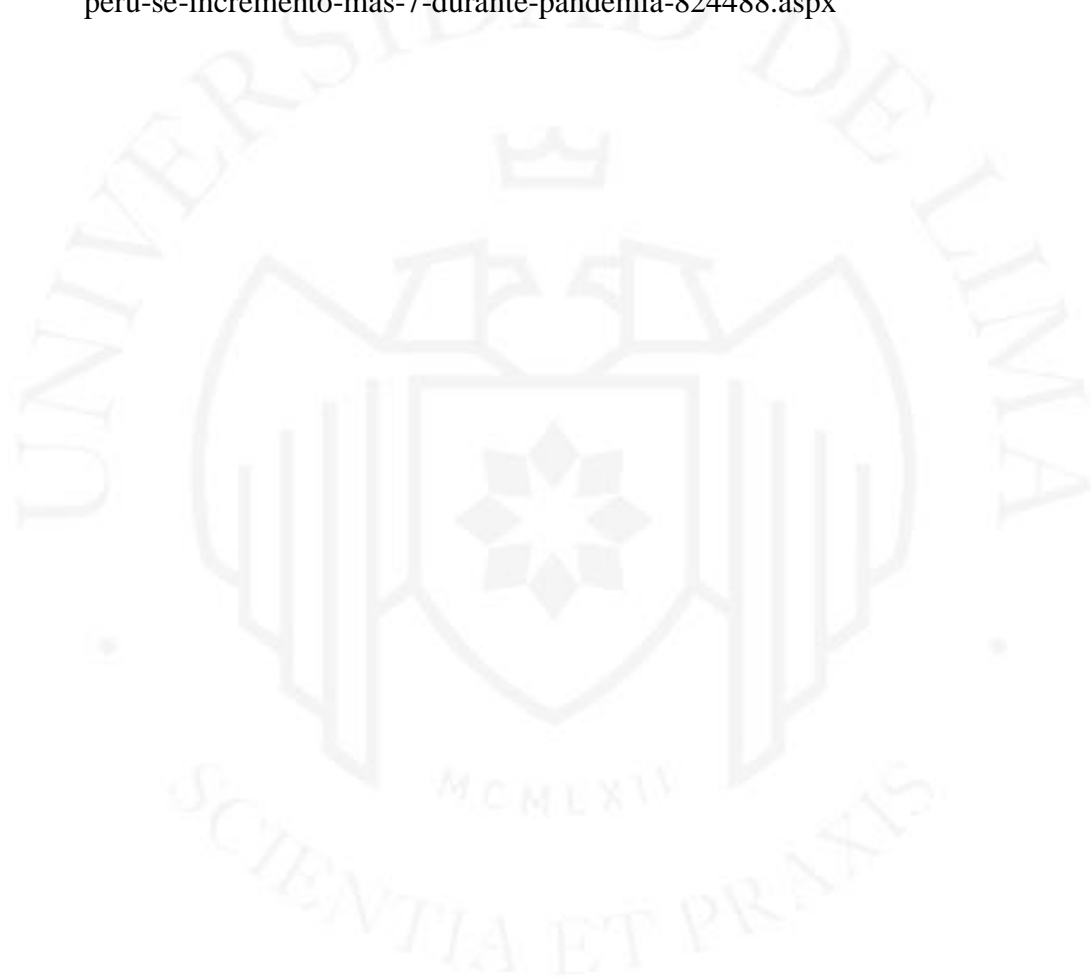 peru-se-incremento-mas-7-durante-pandemia-824488.aspx
UNIVERSIDAD DE LIMA
MCMLXII
SCIENTIA ET PRAXIS